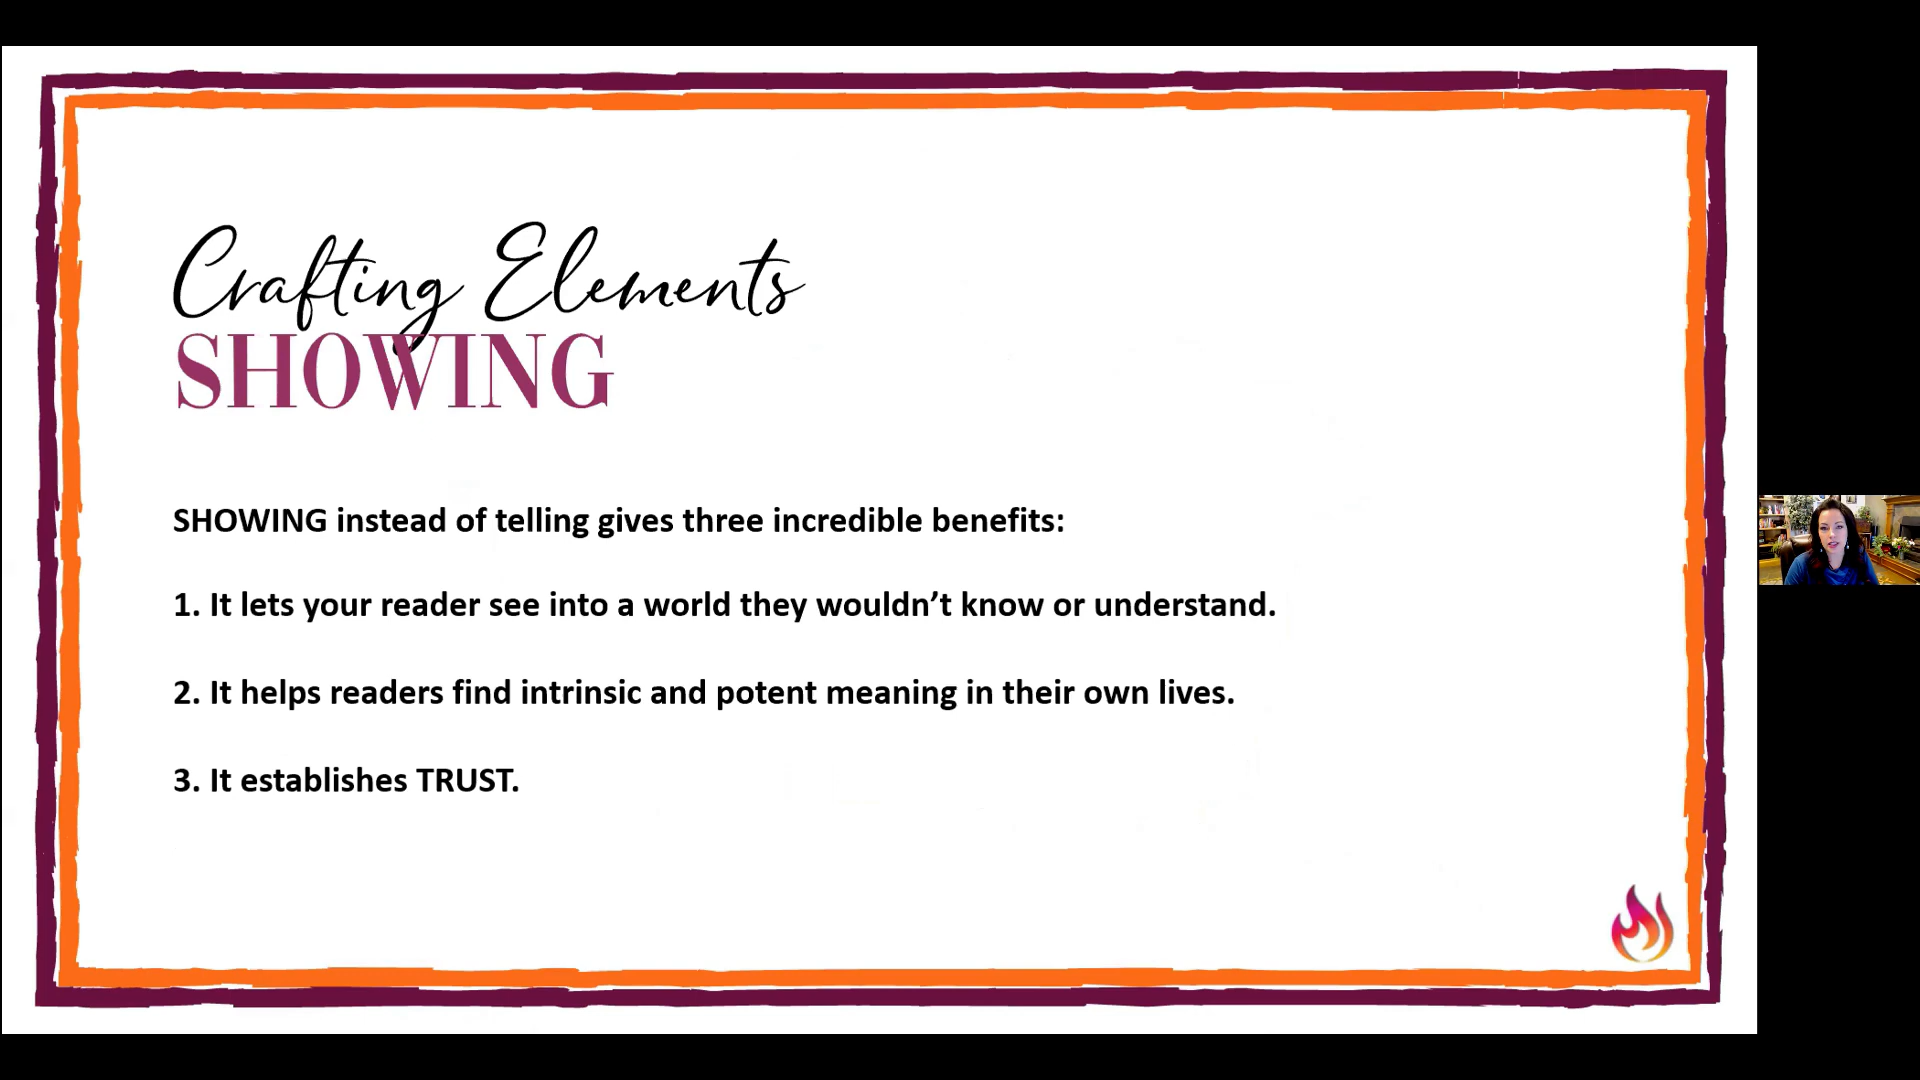 Crafting Elements
SHOWING
SHOWING instead of telling gives three incredible benefits:
1. It lets your reader see into a world they wouldn’t know or understand.
2. It helps readers find intrinsic and potent meaning in their own lives.
3. It establishes TRUST.